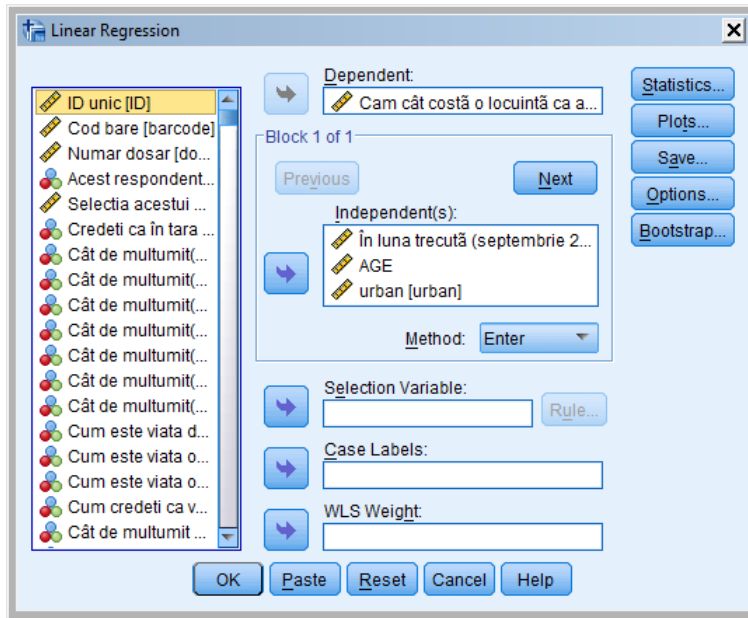 Linear Regression
ID unic [ID]
Cod bare [barcode]
Numar dosar [do...
Acest respondent...
Selectia acestui ...
Credeti ca în tara ...
Cât de multumit(...
Cât de multumit(...
Cât de multumit(...
Cât de multumit(...
Cât de multumit(...
Cât de multumit(...
Cât de multumit(...
Cum este viata d...
Cum este viata o...
Cum este viata o...
Cum credeti ca v...
Cât de multumit ...
Dependent:
Cam cât costã o locuintã ca a...
Block 1 of 1
Previous
Next
Independent(s):
În luna trecutã (septembrie 2...
AGE
urban [urban]
Method: Enter
Selection Variable:
Rule...
Case Labels:
WLS Weight:
Statistics...
Plots...
Save...
Options...
Bootstrap...
OK Paste Reset Cancel Help